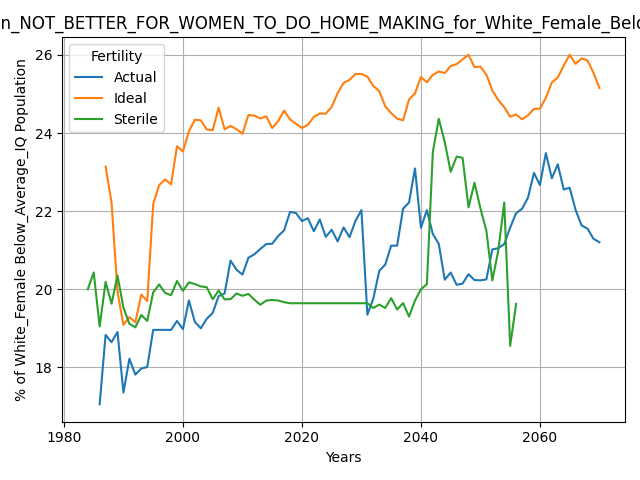 n_NOT_BETTER_FOR_WOMEN_TO_DO_HOME_MAKING_for_White_Female_Belo
Fertility
Actual
Ideal
Sterile
% of White_Female Below_Average_IQ Population
26
24
22
20
18
1980
2000
2020
2040
2060
Years